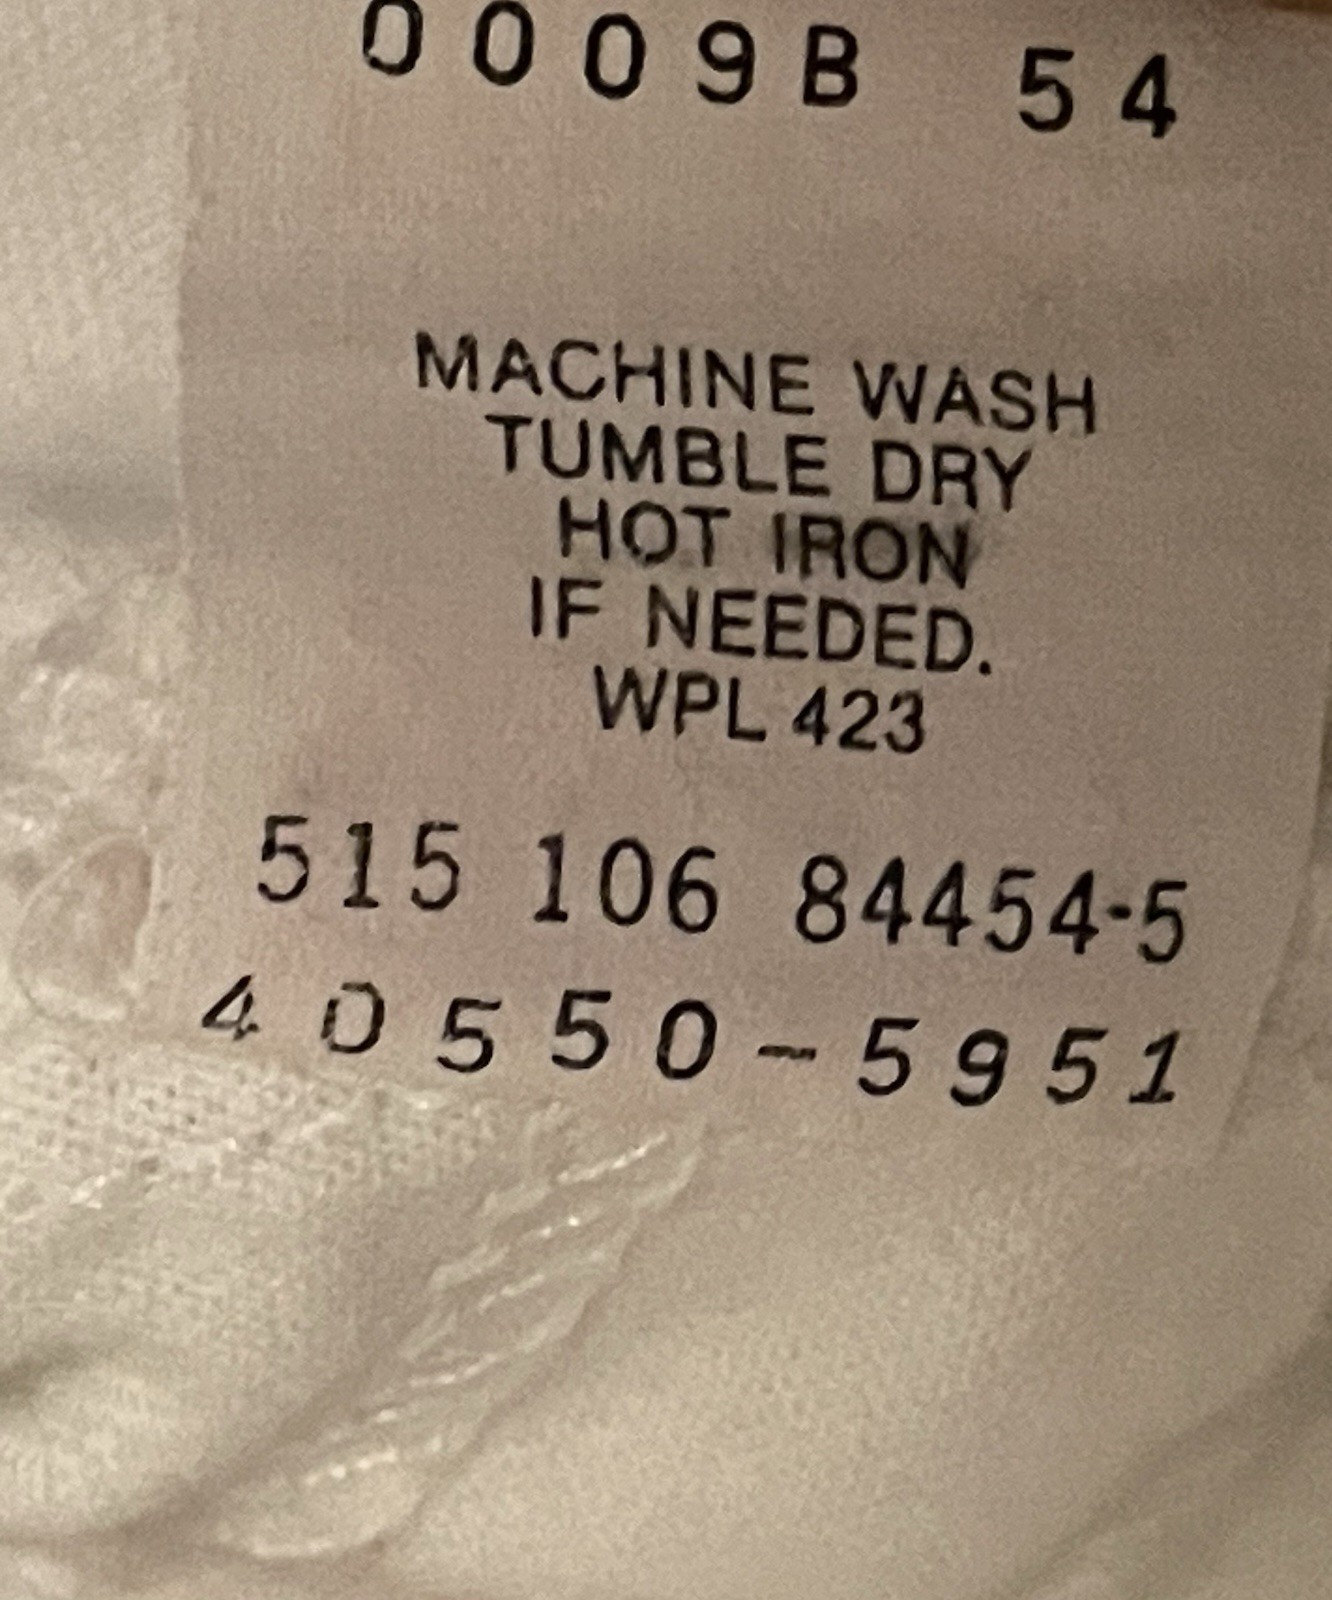 0009B 54
MACHINE WASH
TUMBLE DRY
HOT IRON
IF NEEDED.
WPL 423
515 106 84454-5
40550-5951